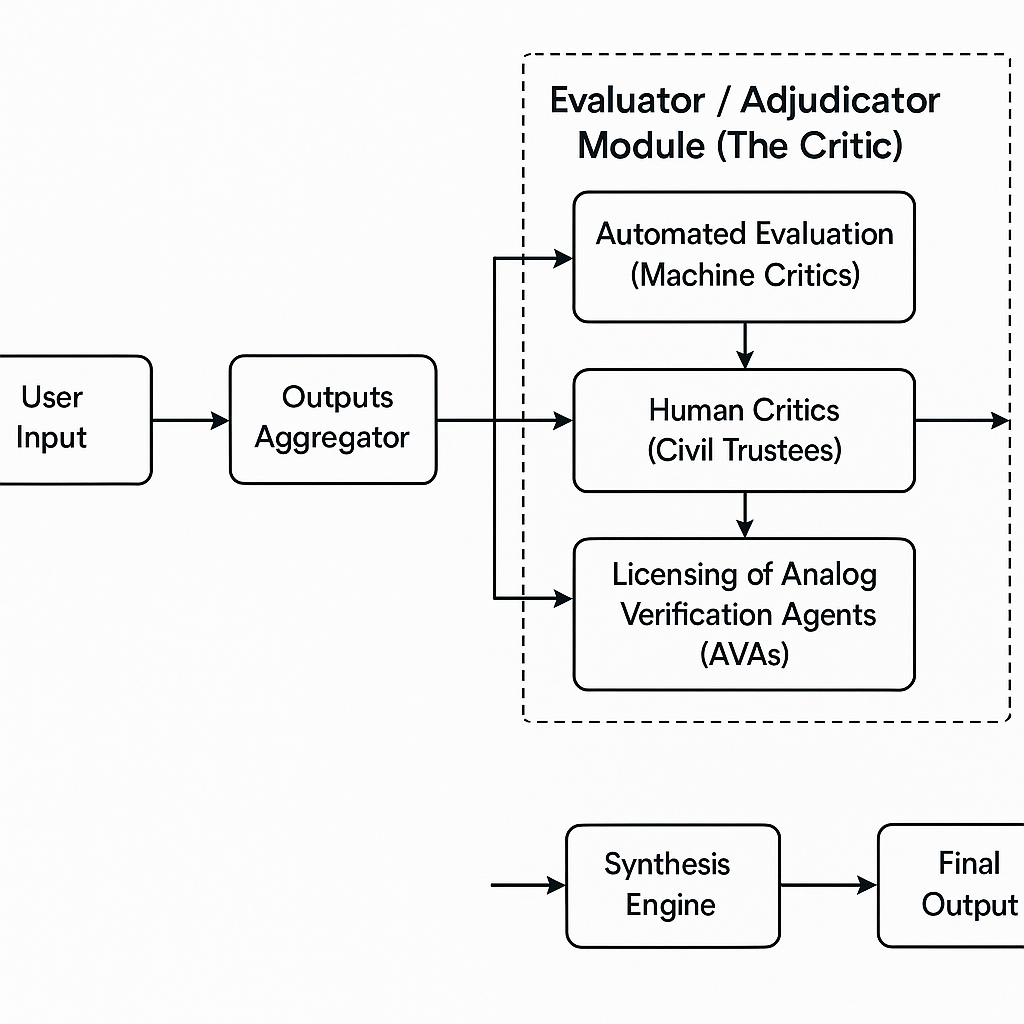 Evaluator / Adjudicator
Module (The Critic)
Automated Evaluation
(Machine Critics)
User
Input
Outputs
Aggregator
Human Critics
(Civil Trustees)
Licensing of Analog
Verification Agents
(AVAs)
Synthesis
Engine
Final
Output